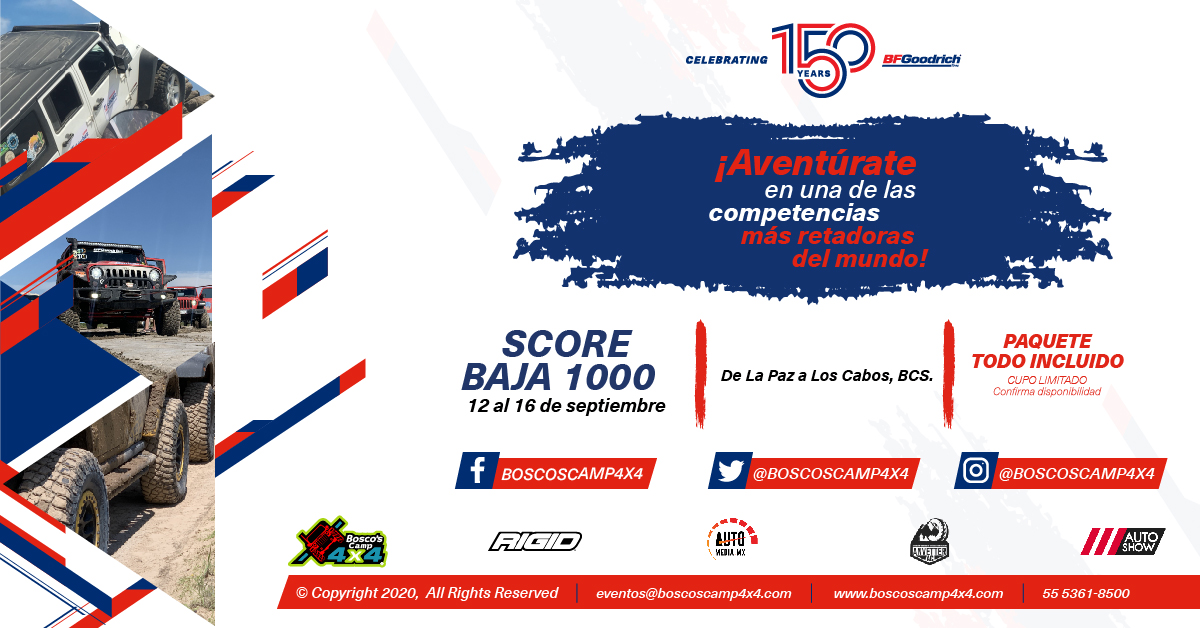 CELEBRATING
150
YEARS
BFGoodrich
¡Aventúrate
en una de las
competencias
más retadoras
del mundo!
SCORE
BAJA 1000
12 al 16 de septiembre
De La Paz a Los Cabos, BCS.
PAQUETE
TODO INCLUIDO
CUPO LIMITADO
Confirma disponibilidad
BOSCOSCAMP4X4
@BOSCOSCAMP4X4
@BOSCOSCAMP4X4
Bosco's
Camp
4x4
RIGID
AUTO
MEDIA MX
AUTO
SHOW
© Copyright 2020, All Rights Reserved
eventos@boscoscamp4x4.com
www.boscoscamp4x4.com
55 5361-8500